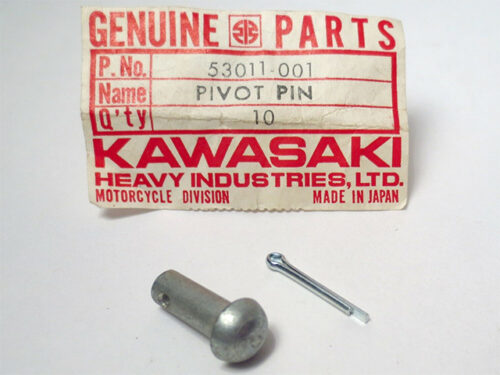 GENUINE PARTS
P. No. 53011-001
Name PIVOT PIN
Q'ty 10
KAWASAKI
HEAVY INDUSTRIES, LTD.
MOTORCYCLE DIVISION MADE IN JAPAN